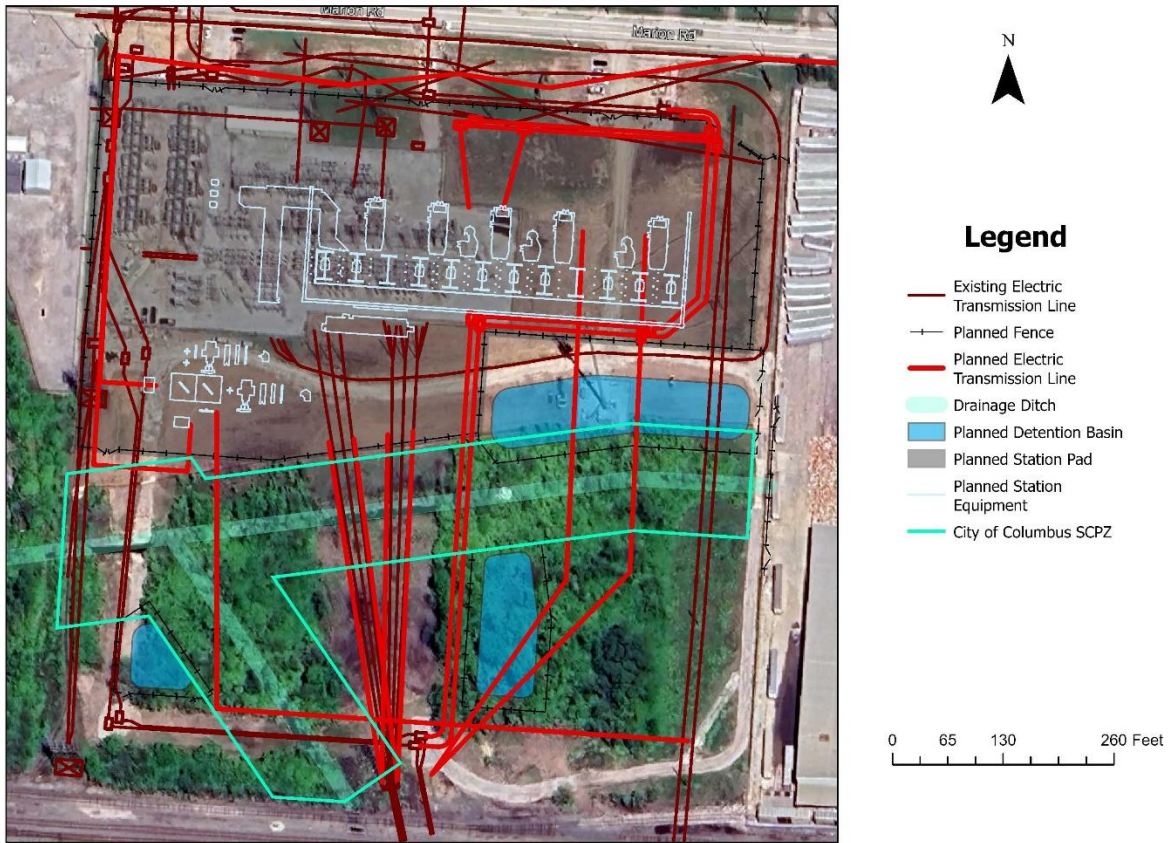 Marion Rd
Marion Rd
N
Legend
Existing Electric
Transmission Line
Planned Fence
Planned Electric
Transmission Line
Drainage Ditch
Planned Detention Basin
Planned Station Pad
Planned Station
Equipment
City of Columbus SCPZ
0 65 130 260 Feet